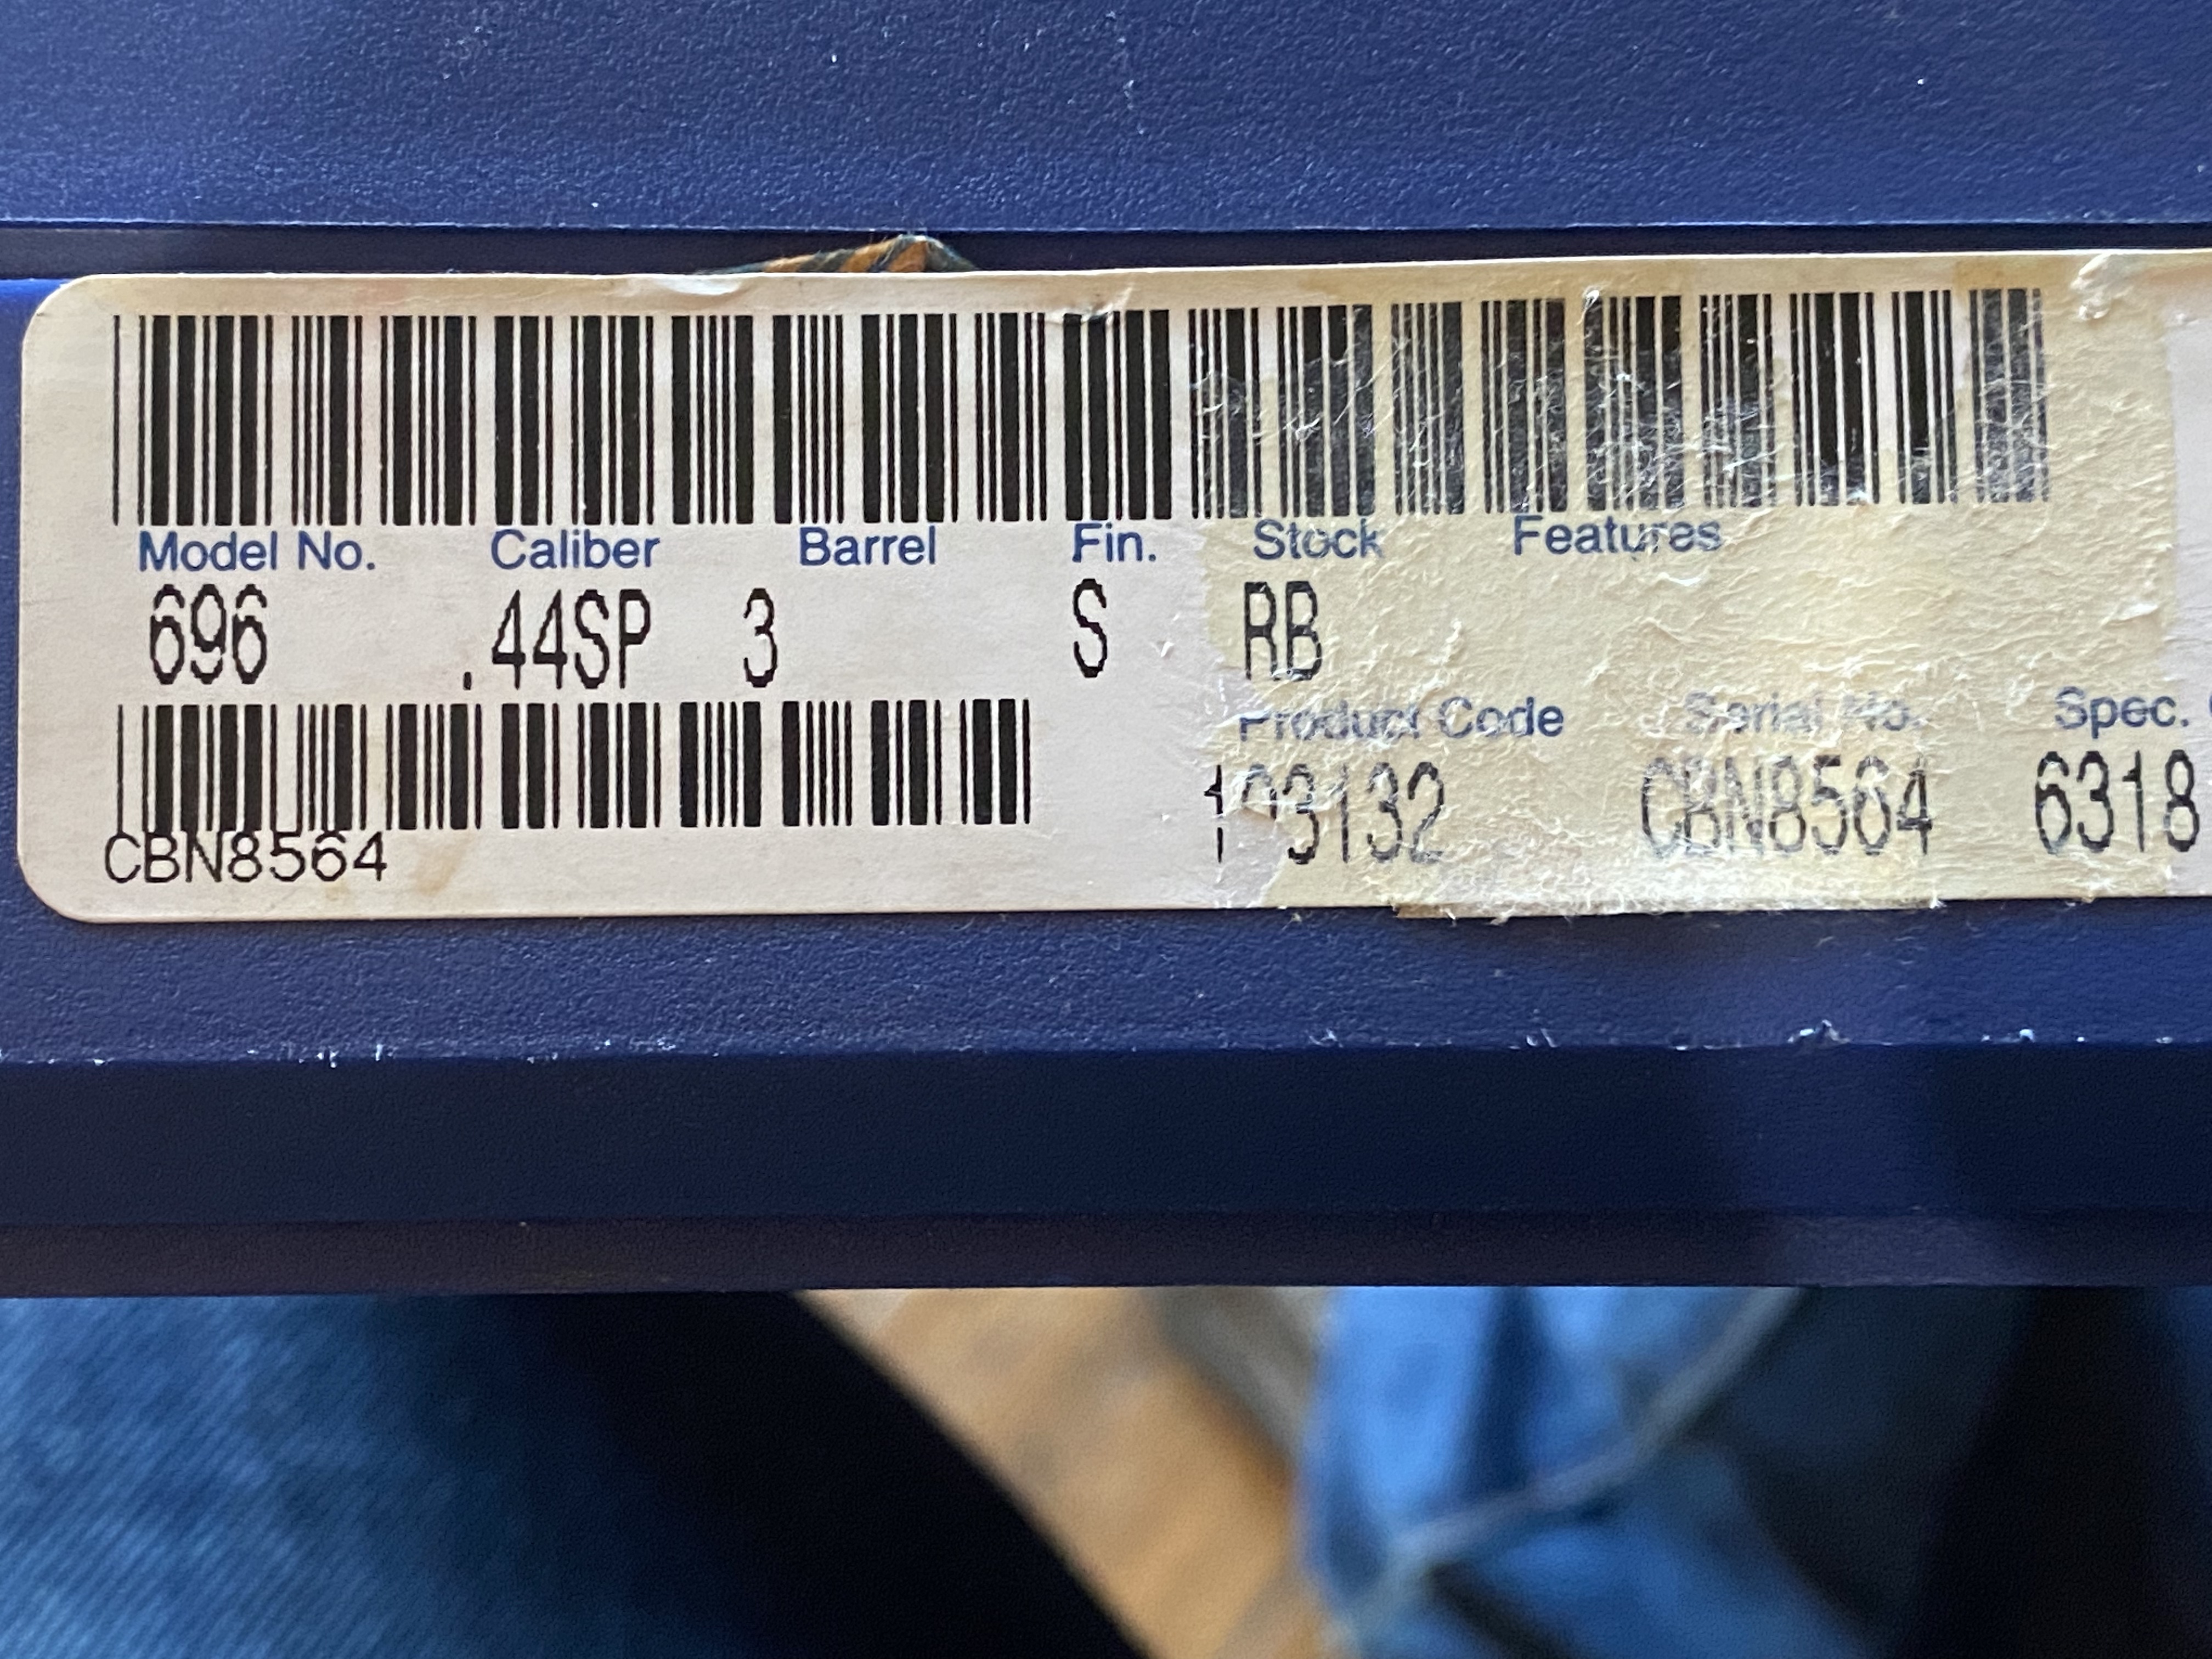 Model No. Caliber Barrel Fin. Stock Features
696 .44SP 3 S RB
Product Code Serial No. Spec.
103132 CBN8564 6318
CBN8564